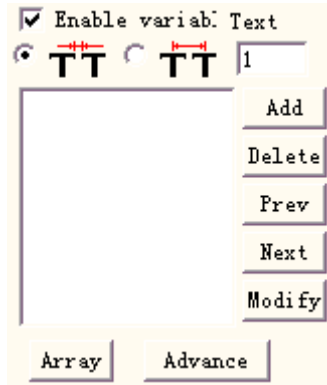 Enable variabl Text
TT TT 1
Add
Delete
Prev
Next
Modify
Array Advance